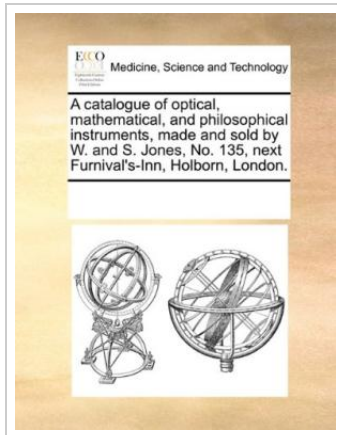 ECCO
Medicine, Science and Technology
A catalogue of optical,
mathematical, and philosophical
instruments, made and sold by
W. and S. Jones, No. 135, next
Furnival's-Inn, Holborn, London.